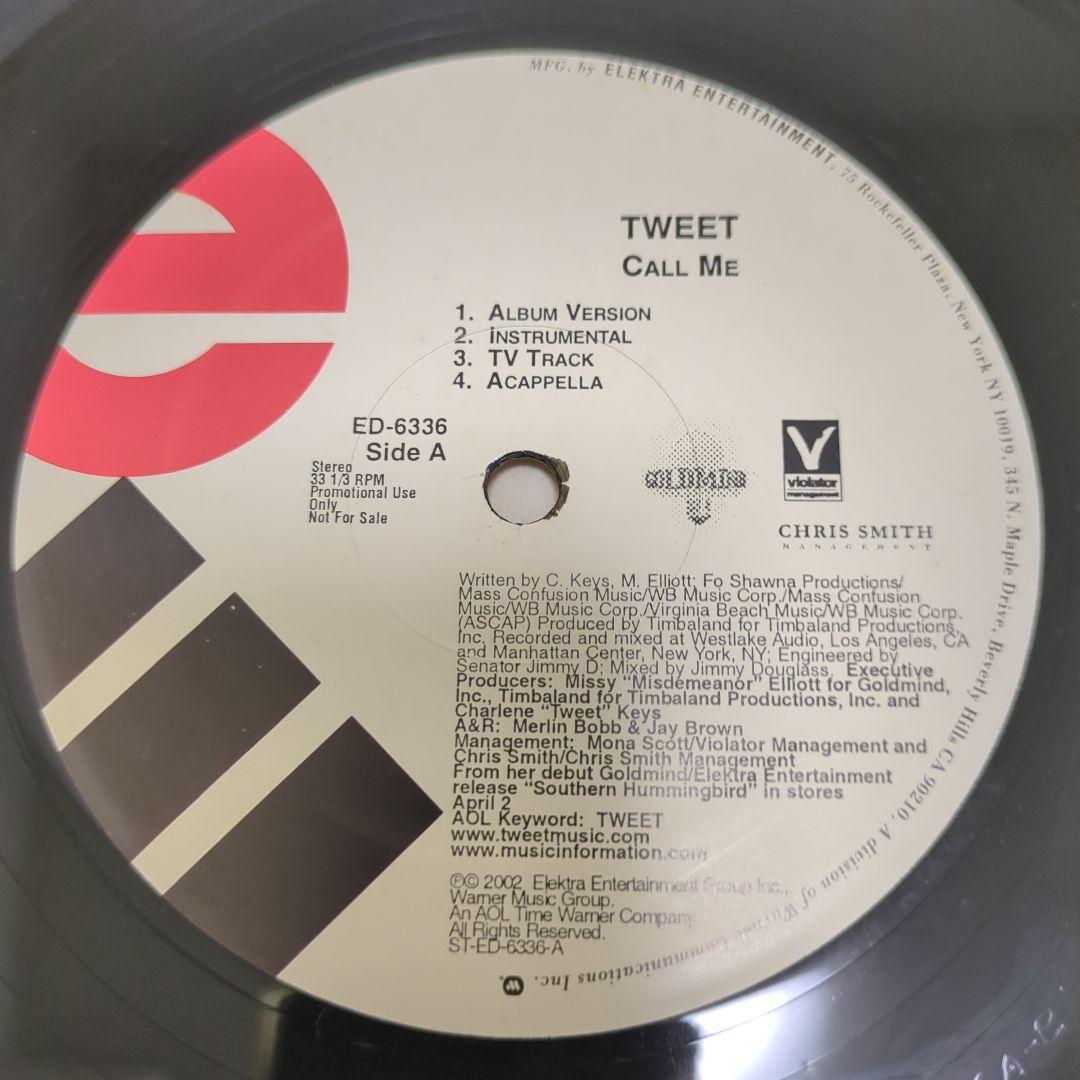 MFG. by ELEKTRA ENTERTAINMENT, 75 Rockefeller Plaza, New York NY 10019, 345 N. Maple Drive, Beverly Hills CA 90210. A division of Warner Communications Inc.
e
TWEET
CALL ME
1. ALBUM VERSION
2. INSTRUMENTAL
3. TV TRACK
4. ACAPPELLA
ED-6336
Side A
Stereo
33 1/3 RPM
Promotional Use
Only
Not For Sale
GOLDMIND
V
violator
management
CHRIS SMITH
MANAGEMENT
Written by C. Keys, M. Elliott; Fo Shawna Productions/
Mass Confusion Music/WB Music Corp./Mass Confusion
Music/WB Music Corp./Virginia Beach Music/WB Music Corp.
(ASCAP) Produced by Timbaland for Timbaland Productions,
Inc. Recorded and mixed at Westlake Audio, Los Angeles, CA
and Manhattan Center, New York, NY; Engineered by
Senator Jimmy D; Mixed by Jimmy Douglass. Executive
Producers: Missy "Misdemeanor" Elliott for Goldmind,
Inc., Timbaland for Timbaland Productions, Inc. and
Charlene "Tweet" Keys
A&R: Merlin Bobb & Jay Brown
Management: Mona Scott/Violator Management and
Chris Smith/Chris Smith Management
From her debut Goldmind/Elektra Entertainment
release "Southern Hummingbird" in stores
April 2
AOL Keyword: TWEET
www.tweetmusic.com
www.musicinformation.com
℗© 2002 Elektra Entertainment Group Inc.,
Warner Music Group.
An AOL Time Warner Company
All Rights Reserved.
ST-ED-6336-A